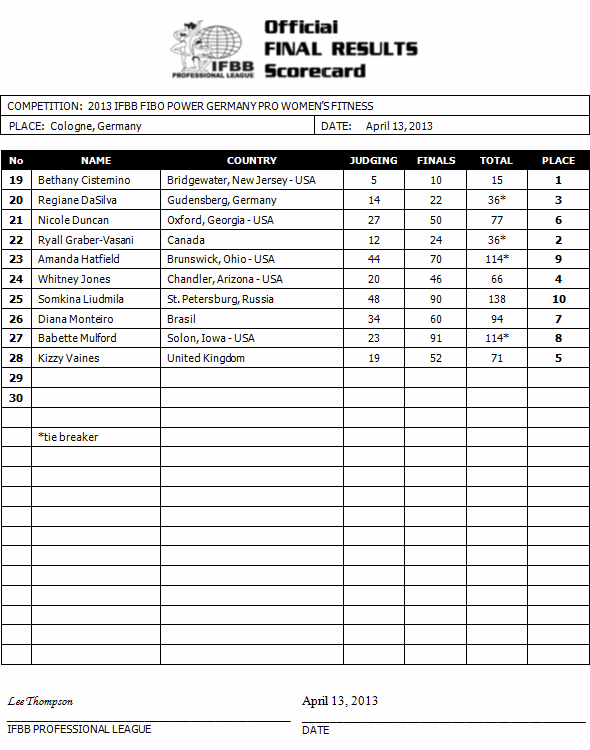 Official
FINAL RESULTS
Scorecard
IFBB
PROFESSIONAL LEAGUE
COMPETITION: 2013 IFBB FIBO POWER GERMANY PRO WOMEN'S FITNESS
PLACE: Cologne, Germany DATE: April 13, 2013
No NAME COUNTRY JUDGING FINALS TOTAL PLACE
19 Bethany Cistemino Bridgewater, New Jersey - USA 5 10 15 1
20 Regiane DaSilva Gudensberg, Germany 14 22 36* 3
21 Nicole Duncan Oxford, Georgia - USA 27 50 77 6
22 Ryall Graber-Vasani Canada 12 24 36* 2
23 Amanda Hatfield Brunswick, Ohio - USA 44 70 114* 9
24 Whitney Jones Chandler, Arizona - USA 20 46 66 4
25 Somkina Liudmila St. Petersburg, Russia 48 90 138 10
26 Diana Monteiro Brasil 34 60 94 7
27 Babette Mulford Solon, Iowa - USA 23 91 114* 8
28 Kizzy Vaines United Kingdom 19 52 71 5
29
30
*tie breaker
Lee Thompson April 13, 2013
IFBB PROFESSIONAL LEAGUE DATE